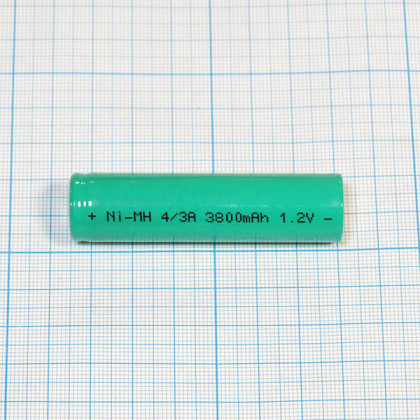 + Ni-MH 4/3A 3800mAh 1.2V -